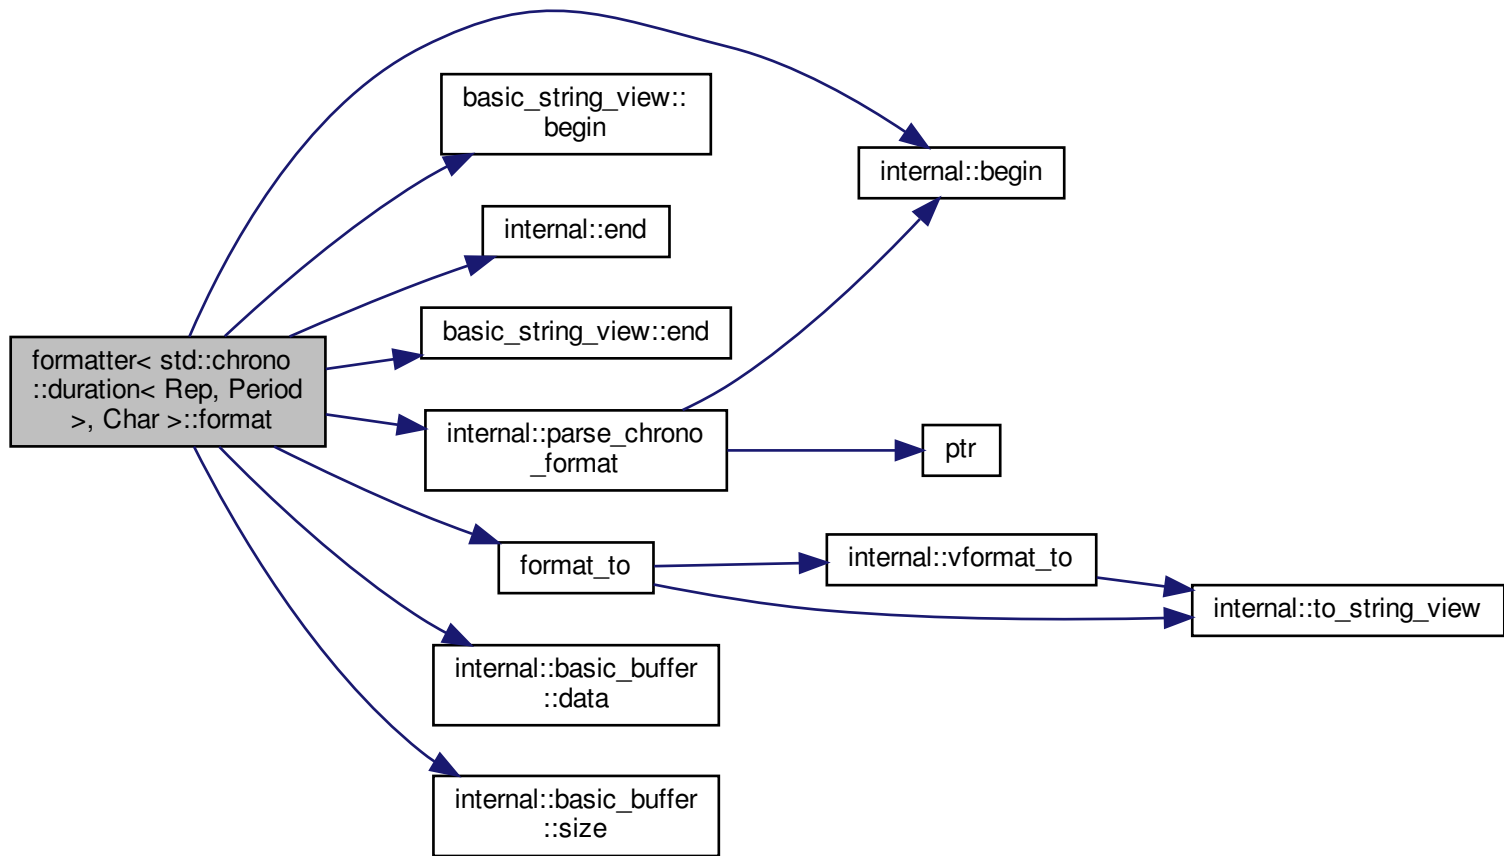 formatter< std::chrono
::duration< Rep, Period
>, Char >::format
basic_string_view::
begin
internal::end
basic_string_view::end
internal::parse_chrono
_format
format_to
internal::basic_buffer
::data
internal::basic_buffer
::size
internal::begin
ptr
internal::vformat_to
internal::to_string_view